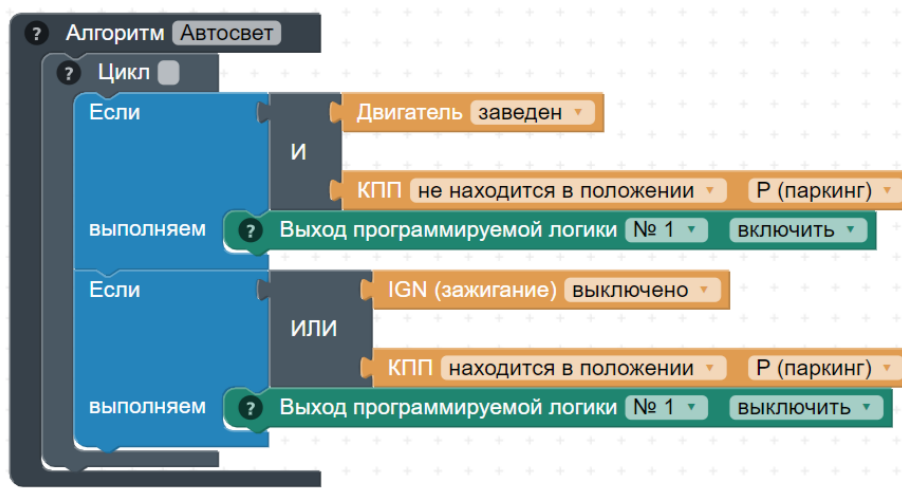 ? Алгоритм Автосвет
? Цикл
Если
И
Двигатель заведен
КПП не находится в положении Р (паркинг)
выполняем ? Выход программируемой логики № 1 включить
Если
ИЛИ
IGN (зажигание) выключено
КПП находится в положении Р (паркинг)
выполняем ? Выход программируемой логики № 1 выключить